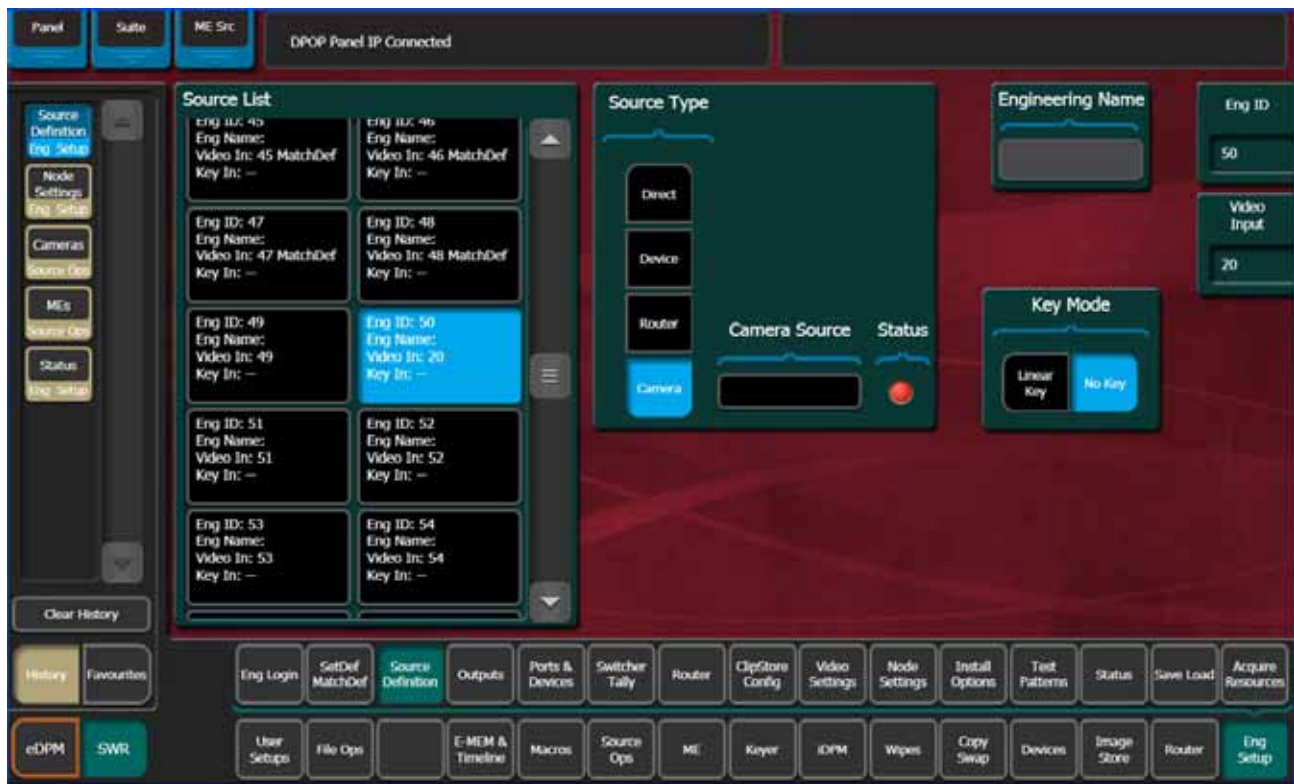 Panel
Suite
ME Src
DPOP Panel IP Connected
Source
Definition
Eng Setup
Node
Settings
Eng Setup
Cameras
Source Ops
MEs
Source Ops
Status
Eng Setup
Clear History
History
Favourites
eDPM
SWR
Source List
Eng ID: 45
Eng Name:
Video In: 45 MatchDef
Key In: --
Eng ID: 46
Eng Name:
Video In: 46 MatchDef
Key In: --
Eng ID: 47
Eng Name:
Video In: 47 MatchDef
Key In: --
Eng ID: 48
Eng Name:
Video In: 48 MatchDef
Key In: --
Eng ID: 49
Eng Name:
Video In: 49
Key In: --
Eng ID: 50
Eng Name:
Video In: 20
Key In: --
Eng ID: 51
Eng Name:
Video In: 51
Key In: --
Eng ID: 52
Eng Name:
Video In: 52
Key In: --
Eng ID: 53
Eng Name:
Video In: 53
Key In: --
Eng ID: 54
Eng Name:
Video In: 54
Key In: --
Source Type
Direct
Device
Router
Camera
Camera Source
Status
Engineering Name
Key Mode
Linear
Key
No Key
Eng ID
50
Video
Input
20
Eng Login
SetDef
MatchDef
Source
Definition
Outputs
Ports &
Devices
Switcher
Tally
Router
ClipStore
Config
Video
Settings
Node
Settings
Install
Options
Test
Patterns
Status
Save Load
Acquire
Resources
User
Setups
File Ops
E-MEM &
Timeline
Macros
Source
Ops
ME
Keyer
iDPM
Wipes
Copy
Swap
Devices
Image
Store
Router
Eng
Setup